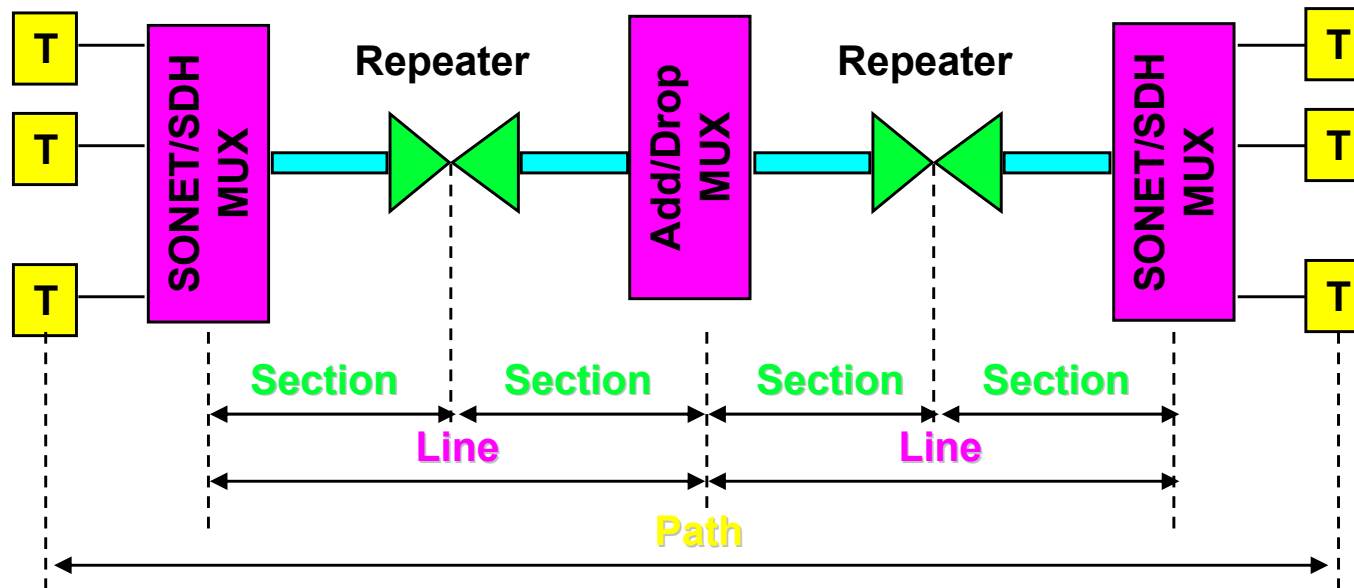 T
T
T
SONET/SDH
MUX
Repeater
Add/Drop
MUX
Repeater
SONET/SDH
MUX
T
T
T
Section
Section
Section
Section
Line
Line
Path